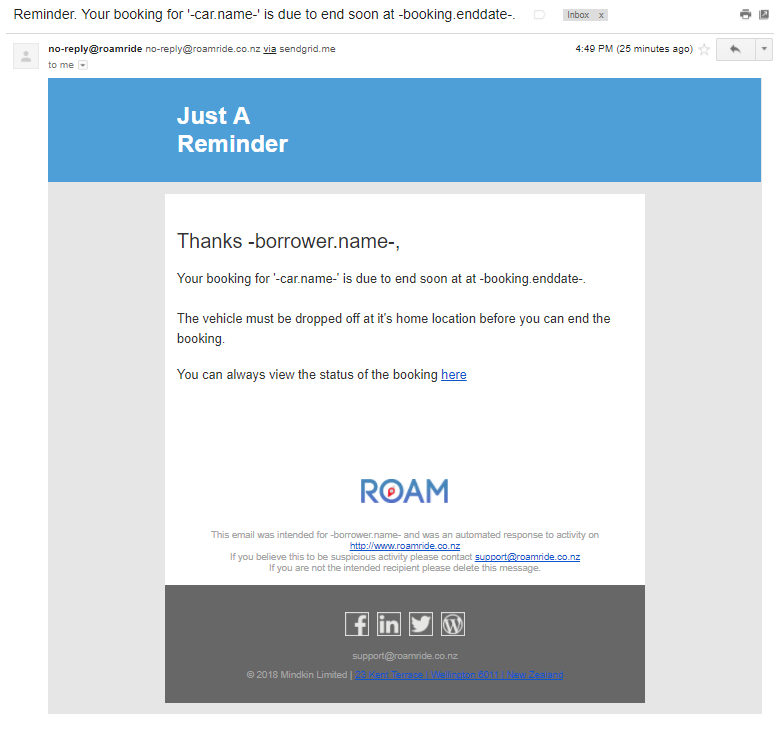 Reminder. Your booking for '-car.name-' is due to end soon at -booking.enddate-.
Inbox x
no-reply@roamride no-reply@roamride.co.nz via sendgrid.me
4:49 PM (25 minutes ago)
to me
Just A
Reminder
Thanks -borrower.name-,
Your booking for '-car.name-' is due to end soon at at -booking.enddate-.
The vehicle must be dropped off at it's home location before you can end the
booking.
You can always view the status of the booking here
ROAM
This email was intended for -borrower.name- and was an automated response to activity on
http://www.roamride.co.nz
If you believe this to be suspicious activity please contact support@roamride.co.nz
If you are not the intended recipient please delete this message.
support@roamride.co.nz
© 2018 Mindkin Limited | 23 Kent Terrace | Wellington 6011 | New Zealand